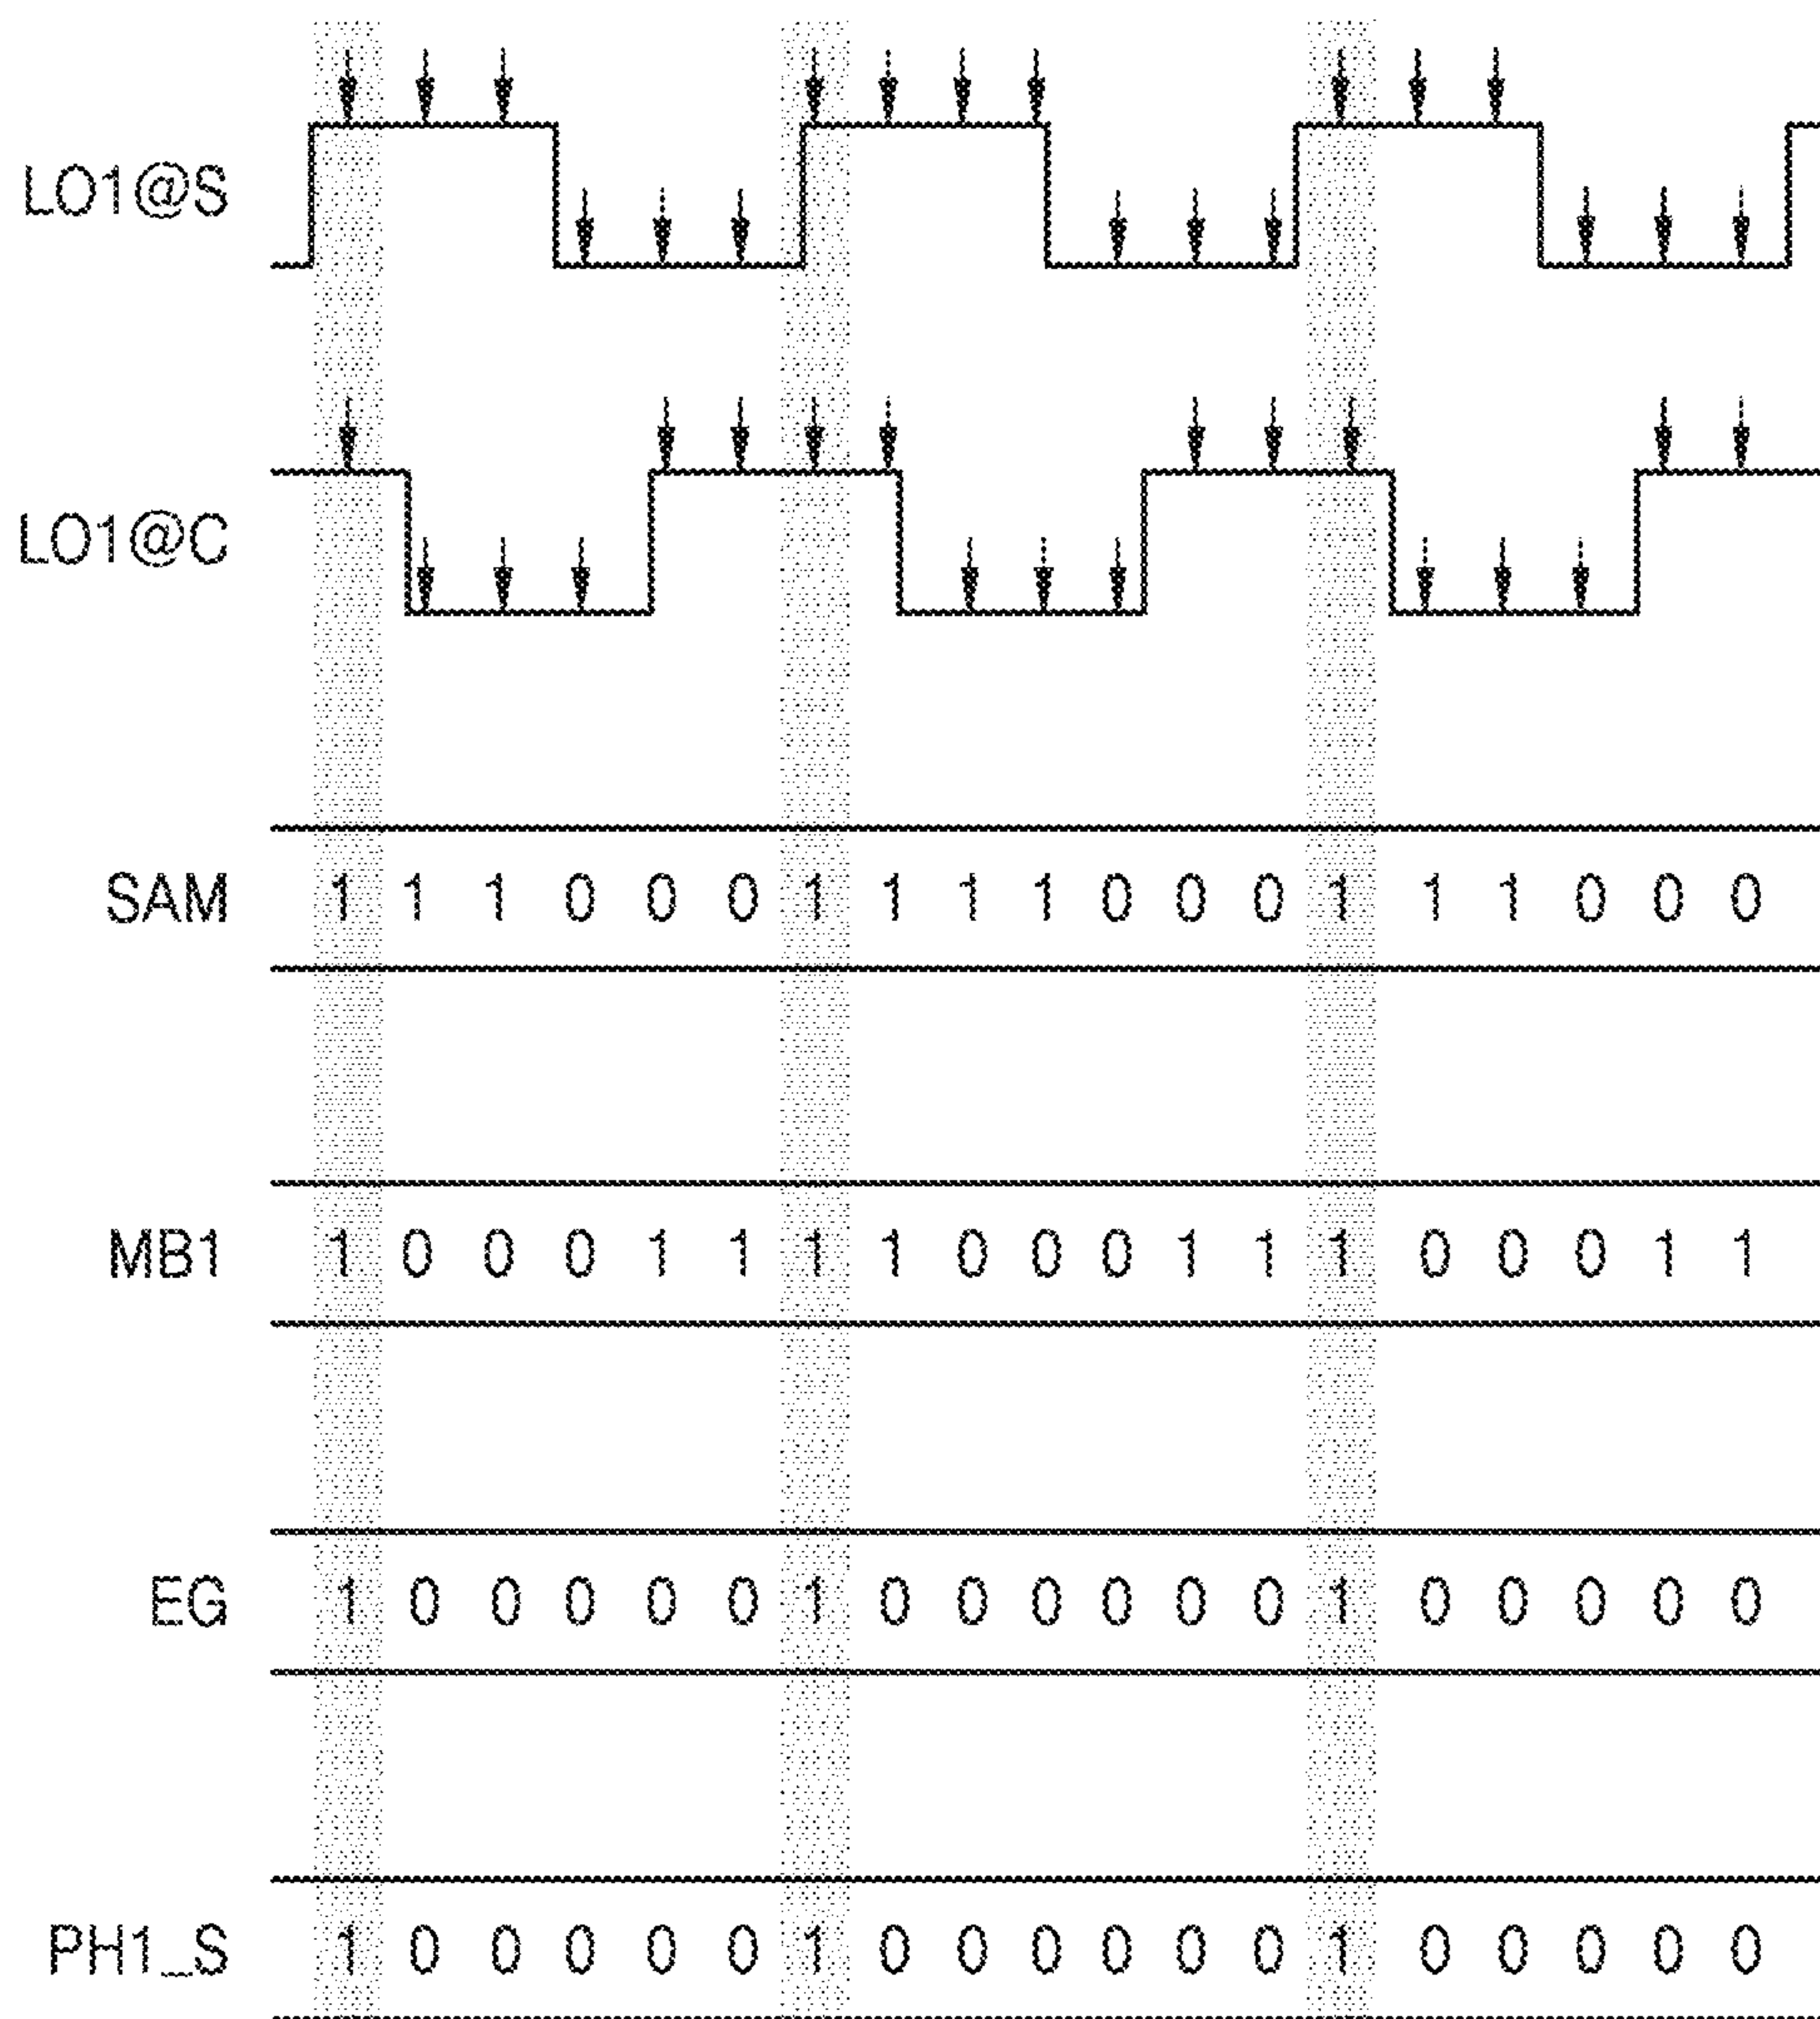 LO1@S
LO1@C
SAM 1 1 1 0 0 0 1 1 1 1 0 0 0 1 1 1 0 0 0
MB1 1 0 0 0 1 1 1 1 0 0 0 1 1 1 0 0 0 1 1
EG 1 0 0 0 0 0 1 0 0 0 0 0 0 1 0 0 0 0 0
PH1_S 1 0 0 0 0 0 1 0 0 0 0 0 0 1 0 0 0 0 0